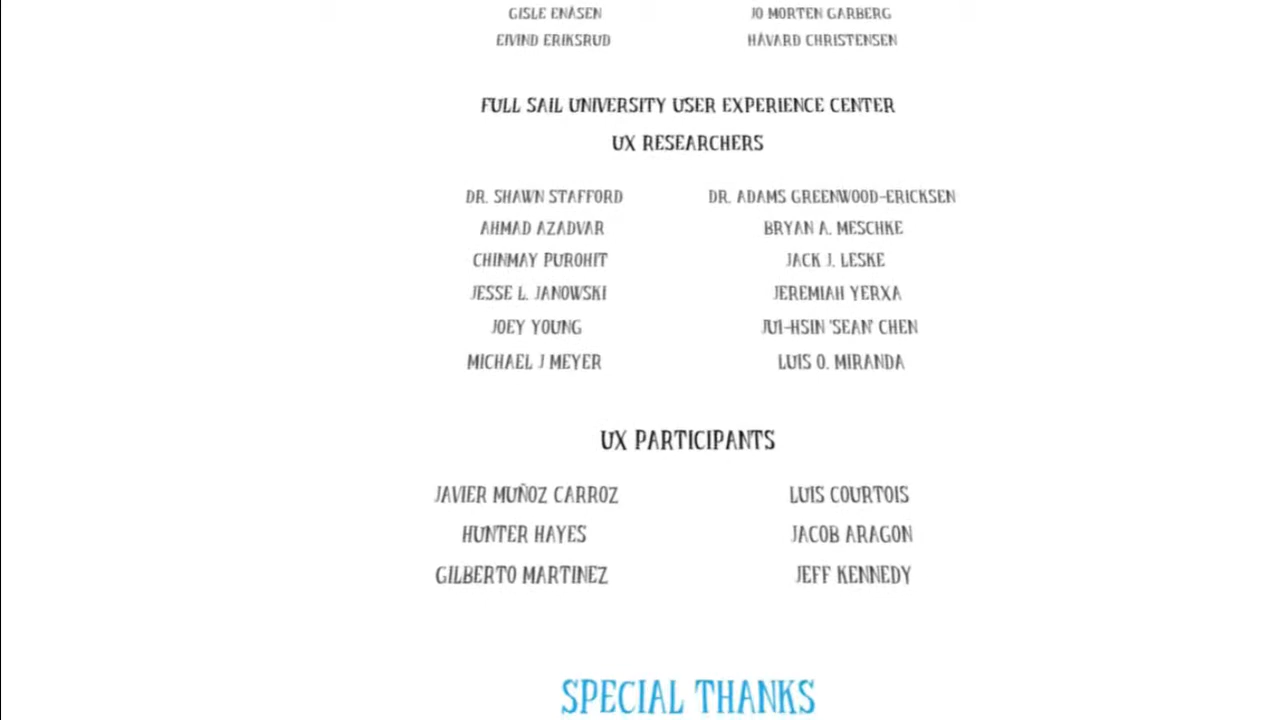 GISLE ENÅSEN JO MORTEN GARBERG
EIVIND ERIKSRUD HÅVARD CHRISTENSEN
FULL SAIL UNIVERSITY USER EXPERIENCE CENTER
UX RESEARCHERS
DR. SHAWN STAFFORD DR. ADAMS GREENWOOD-ERICKSEN
AHMAD AZADVAR BRYAN A. MESCHKE
CHINMAY PUROHIT JACK J. LESKE
JESSE L. JANOWSKI JEREMIAH YERXA
JOEY YOUNG JUI-HSIN 'SEAN' CHEN
MICHAEL J MEYER LUIS O. MIRANDA
UX PARTICIPANTS
JAVIER MUÑOZ CARROZ LUIS COURTOIS
HUNTER HAYES JACOB ARAGON
GILBERTO MARTINEZ JEFF KENNEDY
SPECIAL THANKS